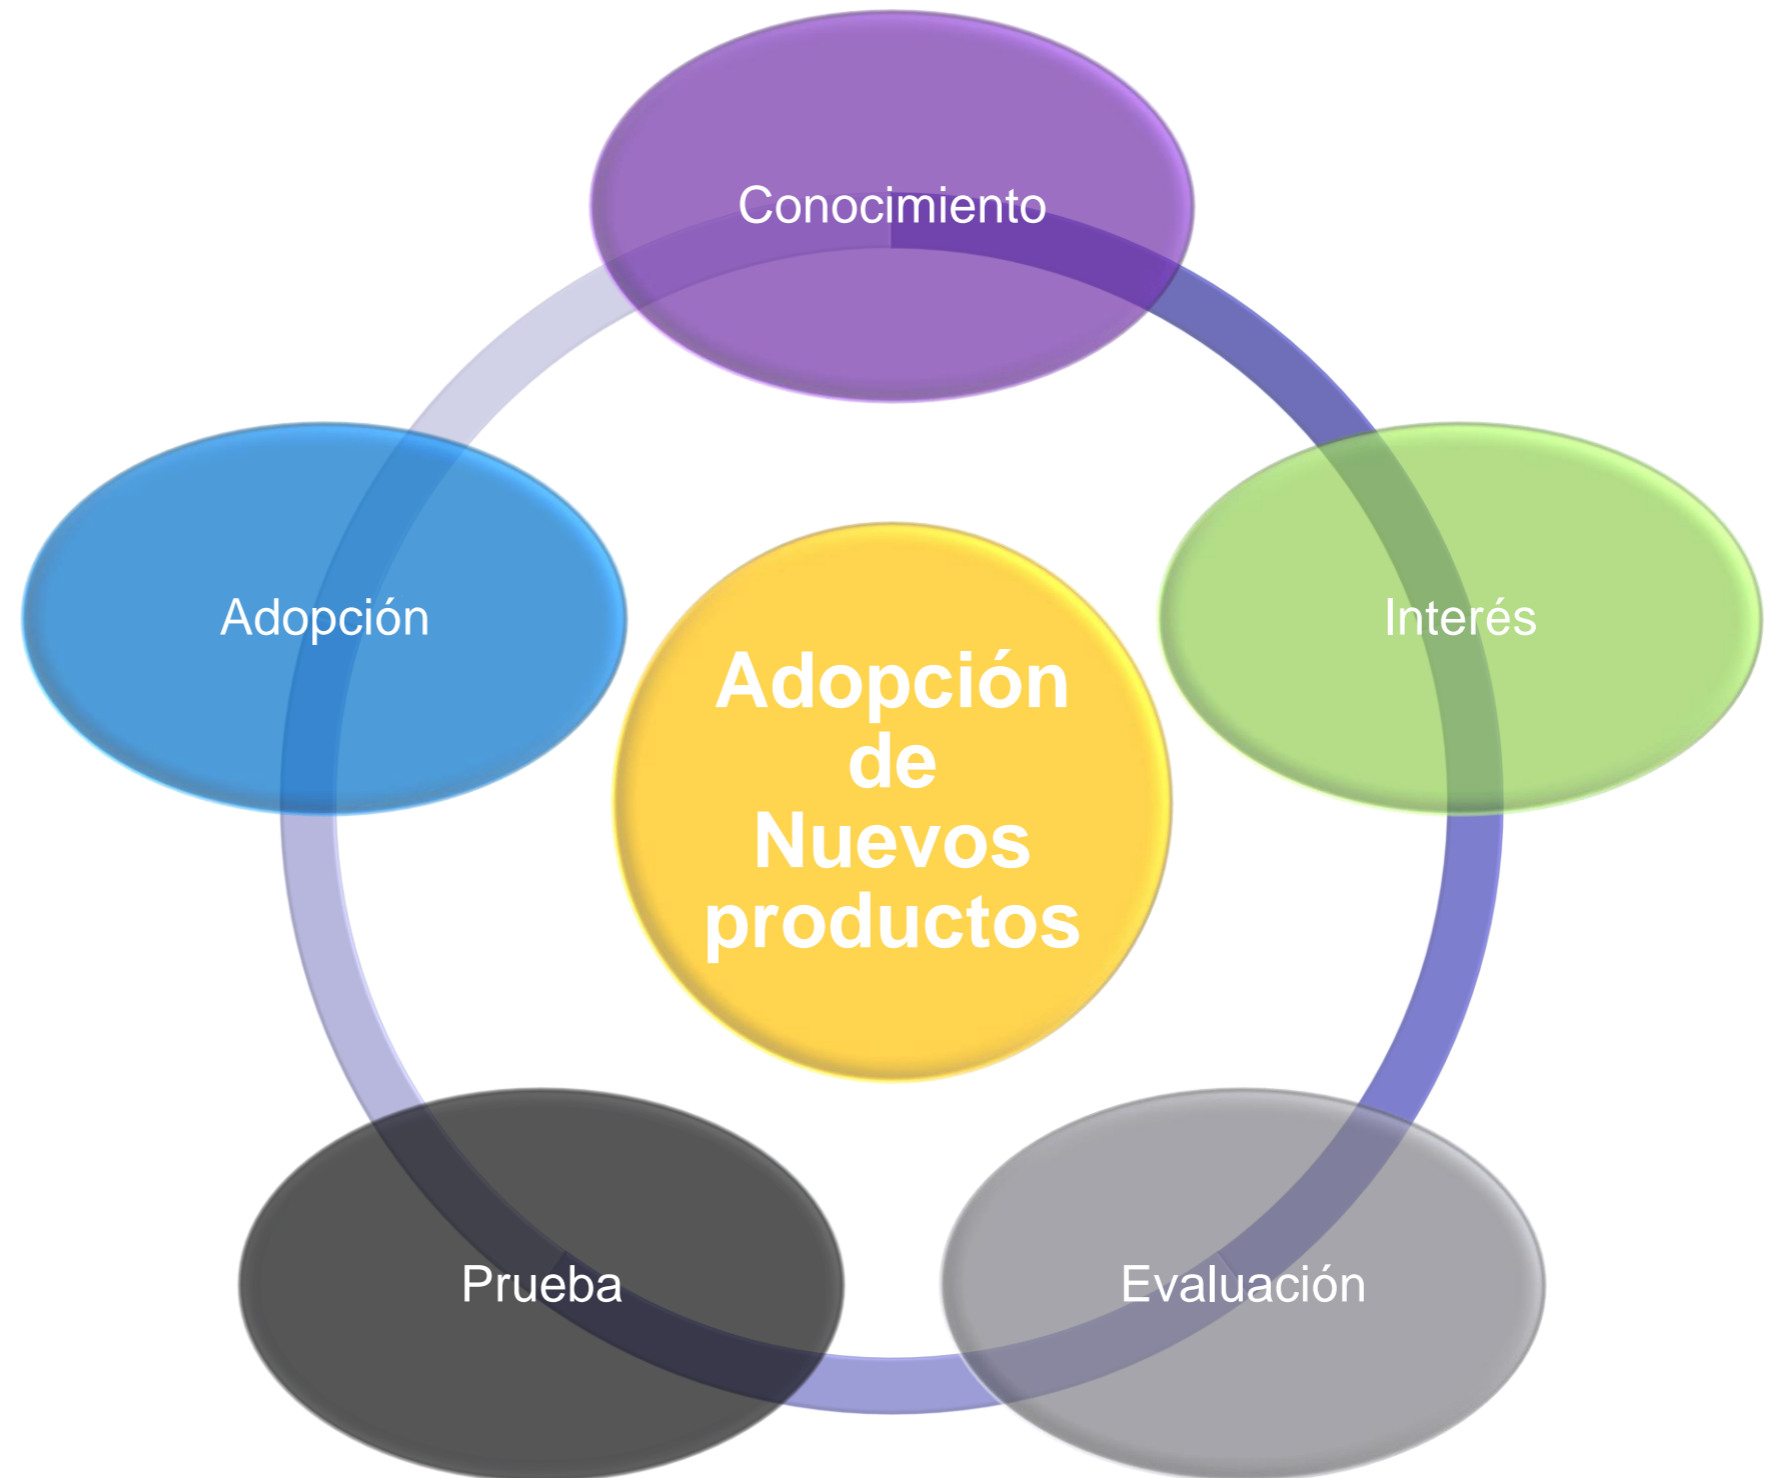 Conocimiento
Interés
Evaluación
Prueba
Adopción
Adopción
de
Nuevos
productos